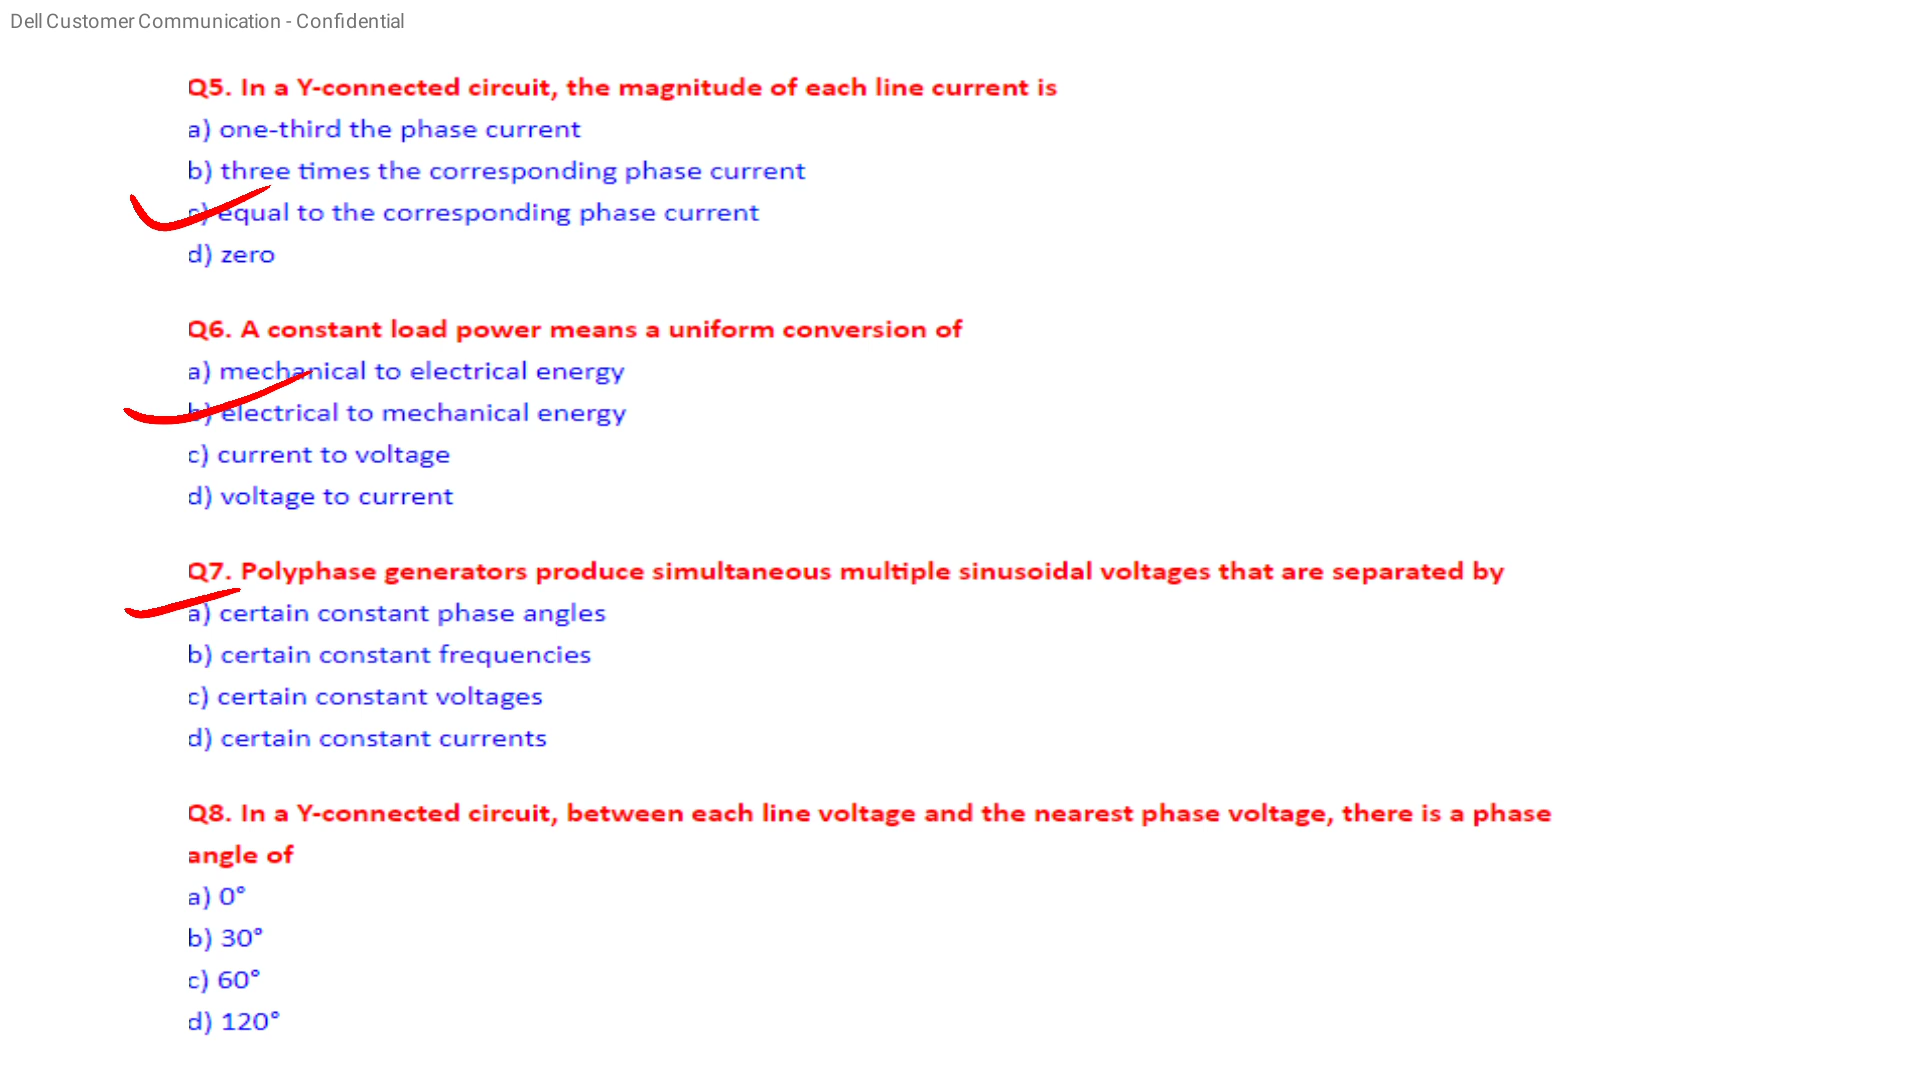 Dell Customer Communication - Confidential
Q5. In a Y-connected circuit, the magnitude of each line current is
a) one-third the phase current
b) three times the corresponding phase current
c) equal to the corresponding phase current
d) zero
Q6. A constant load power means a uniform conversion of
a) mechanical to electrical energy
b) electrical to mechanical energy
c) current to voltage
d) voltage to current
Q7. Polyphase generators produce simultaneous multiple sinusoidal voltages that are separated by
a) certain constant phase angles
b) certain constant frequencies
c) certain constant voltages
d) certain constant currents
Q8. In a Y-connected circuit, between each line voltage and the nearest phase voltage, there is a phase
angle of
a) 0°
b) 30°
c) 60°
d) 120°